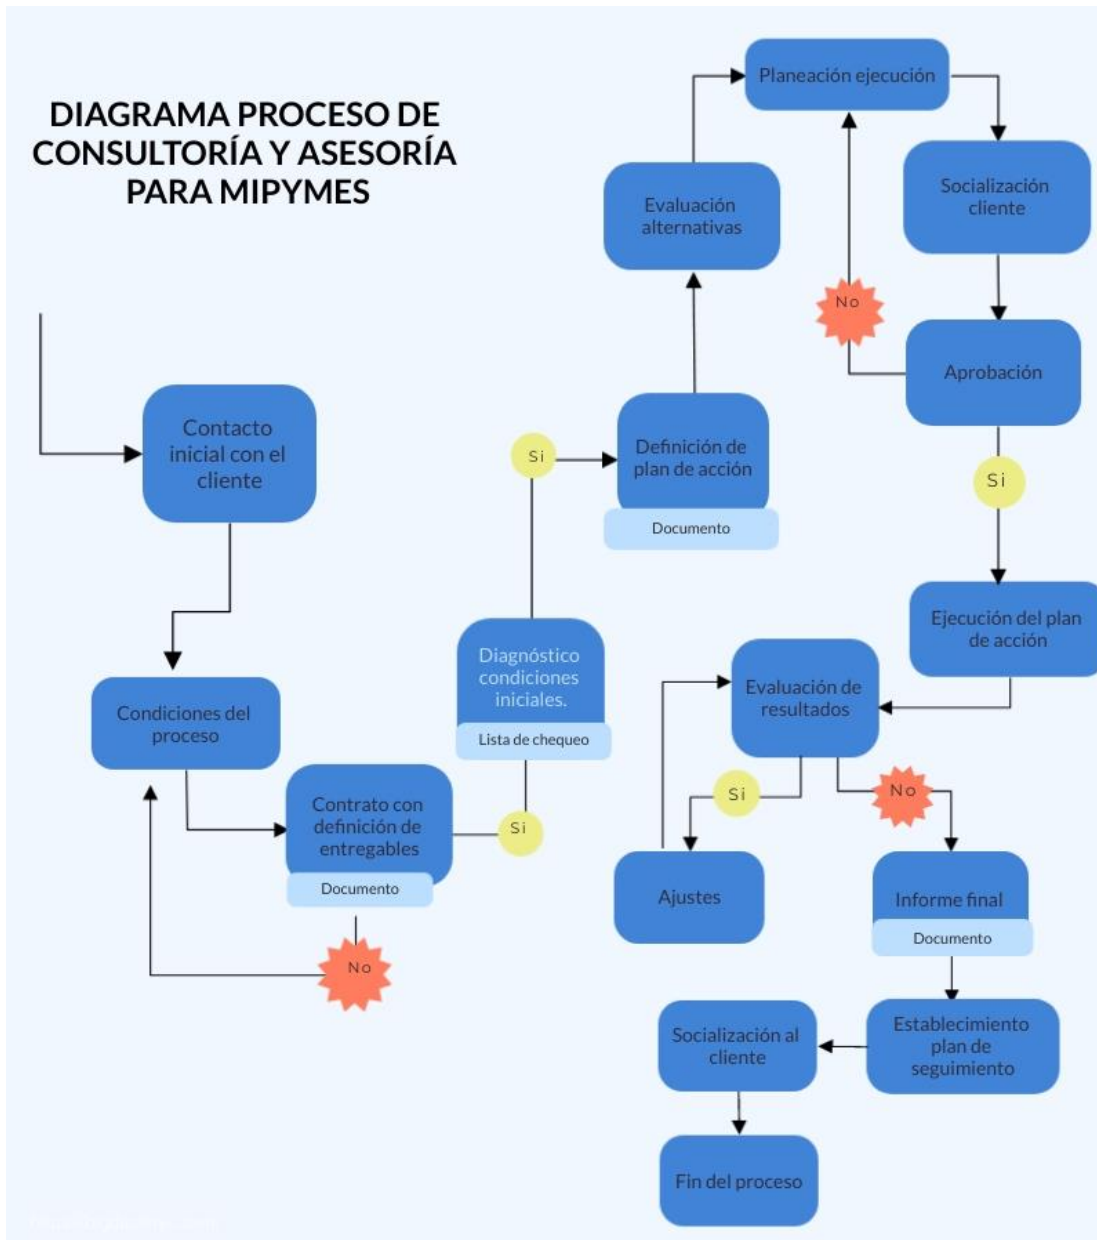 DIAGRAMA PROCESO DE
CONSULTORÍA Y ASESORÍA
PARA MIPYMES
Contacto
inicial con el
cliente
Condiciones del
proceso
Contrato con
definición de
entregables
Documento
No
Si
Diagnóstico
condiciones
iniciales.
Lista de chequeo
Si
Definición de
plan de acción
Documento
Evaluación
alternativas
Planeación ejecución
Socialización
cliente
Aprobación
No
Si
Ejecución del plan
de acción
Evaluación de
resultados
Si
No
Ajustes
Informe final
Documento
Establecimiento
plan de
seguimiento
Socialización al
cliente
Fin del proceso